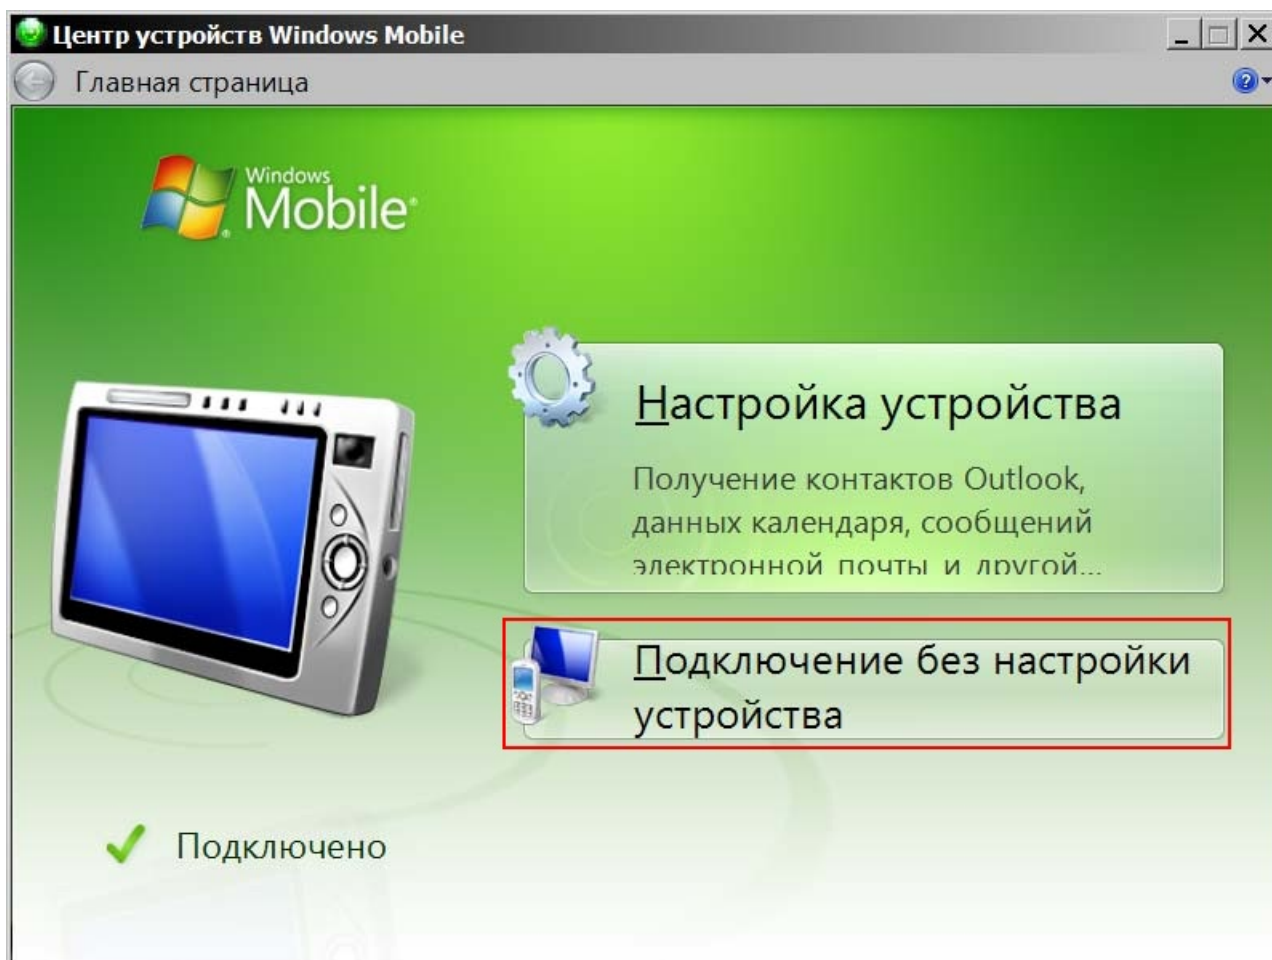 Центр устройств Windows Mobile
Главная страница
Windows
Mobile®
Настройка устройства
Получение контактов Outlook,
данных календаря, сообщений
электронной почты и другой...
Подключение без настройки
устройства
Подключено